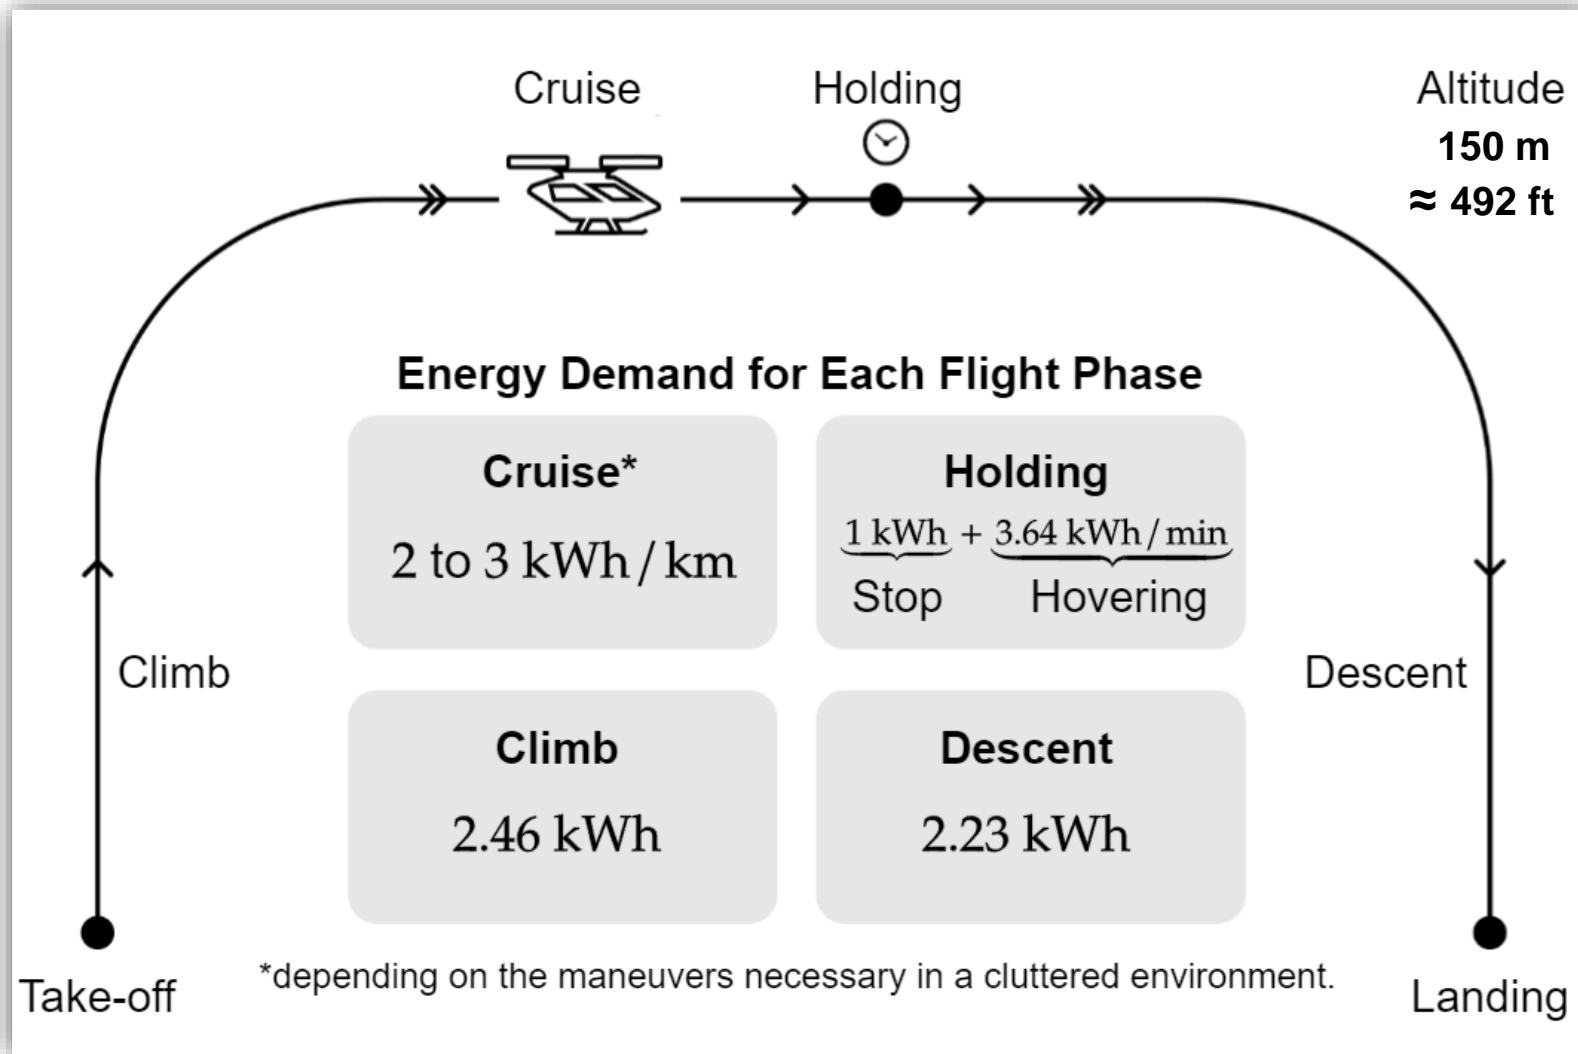 Cruise
Holding
Altitude
150 m
≈ 492 ft
Energy Demand for Each Flight Phase
Cruise*
2 to 3 kWh/km
Holding
1 kWh + 3.64 kWh/min
Stop
Hovering
Climb
Descent
Climb
2.46 kWh
Descent
2.23 kWh
*depending on the maneuvers necessary in a cluttered environment.
Take-off
Landing